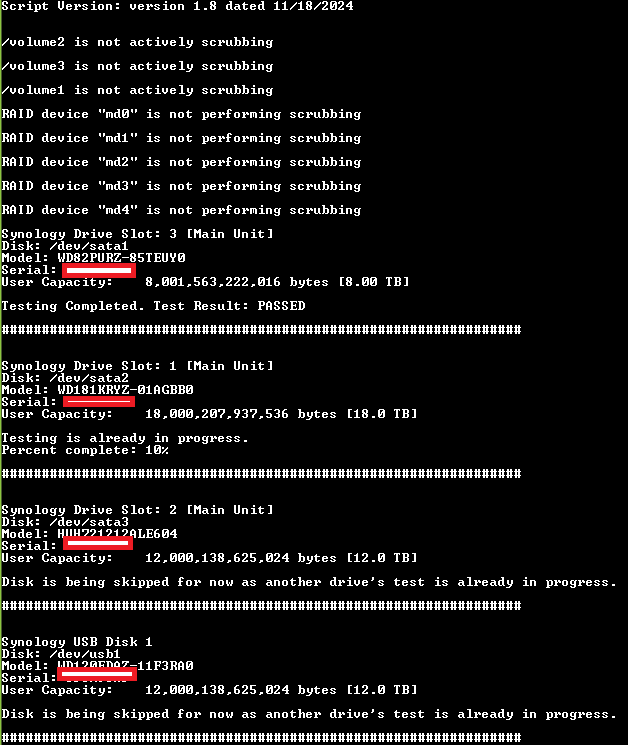 Script Version: version 1.8 dated 11/18/2024
/volume2 is not actively scrubbing
/volume3 is not actively scrubbing
/volume1 is not actively scrubbing
RAID device "md0" is not performing scrubbing
RAID device "md1" is not performing scrubbing
RAID device "md2" is not performing scrubbing
RAID device "md3" is not performing scrubbing
RAID device "md4" is not performing scrubbing
Synology Drive Slot: 3 [Main Unit]
Disk: /dev/sata1
Model: WD82PURZ-85TEUY0
Serial:
User Capacity:    8,001,563,222,016 bytes [8.00 TB]
Testing Completed. Test Result: PASSED
#################################################################
Synology Drive Slot: 1 [Main Unit]
Disk: /dev/sata2
Model: WD181KRYZ-01AGBB0
Serial:
User Capacity:    18,000,207,937,536 bytes [18.0 TB]
Testing is already in progress.
Percent complete: 10%
#################################################################
Synology Drive Slot: 2 [Main Unit]
Disk: /dev/sata3
Model: HUH721212ALE604
Serial:
User Capacity:    12,000,138,625,024 bytes [12.0 TB]
Disk is being skipped for now as another drive's test is already in progress.
#################################################################
Synology USB Disk 1
Disk: /dev/usb1
Model: WD120EDAZ-11F3RA0
Serial:
User Capacity:    12,000,138,625,024 bytes [12.0 TB]
Disk is being skipped for now as another drive's test is already in progress.
#################################################################